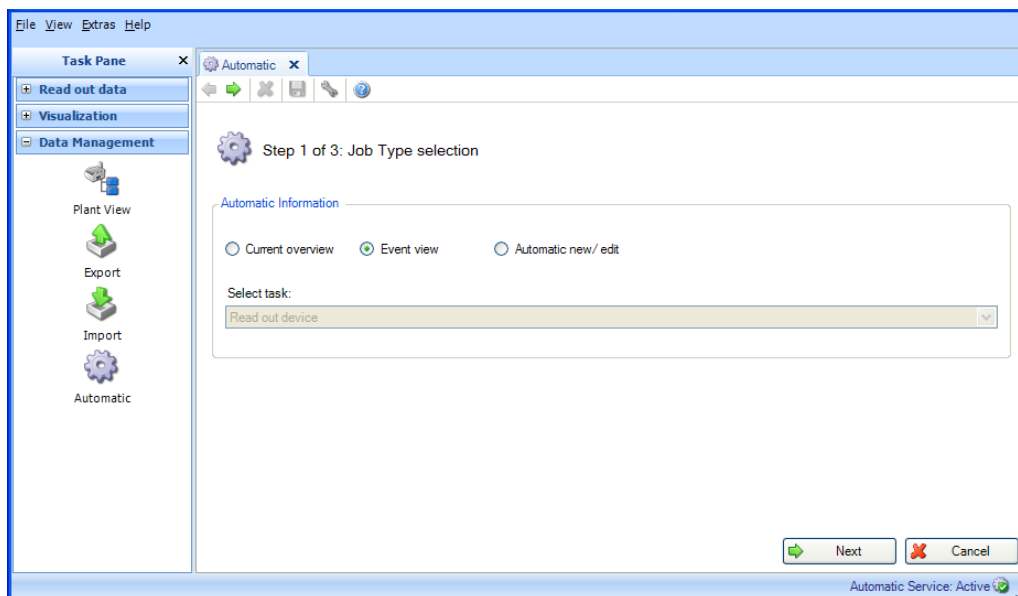 File View Extras Help
Task Pane
Automatic
Read out data
Visualization
Data Management
Plant View
Export
Import
Automatic
Step 1 of 3: Job Type selection
Automatic Information
Current overview Event view Automatic new/ edit
Select task:
Read out device
Next Cancel
Automatic Service: Active